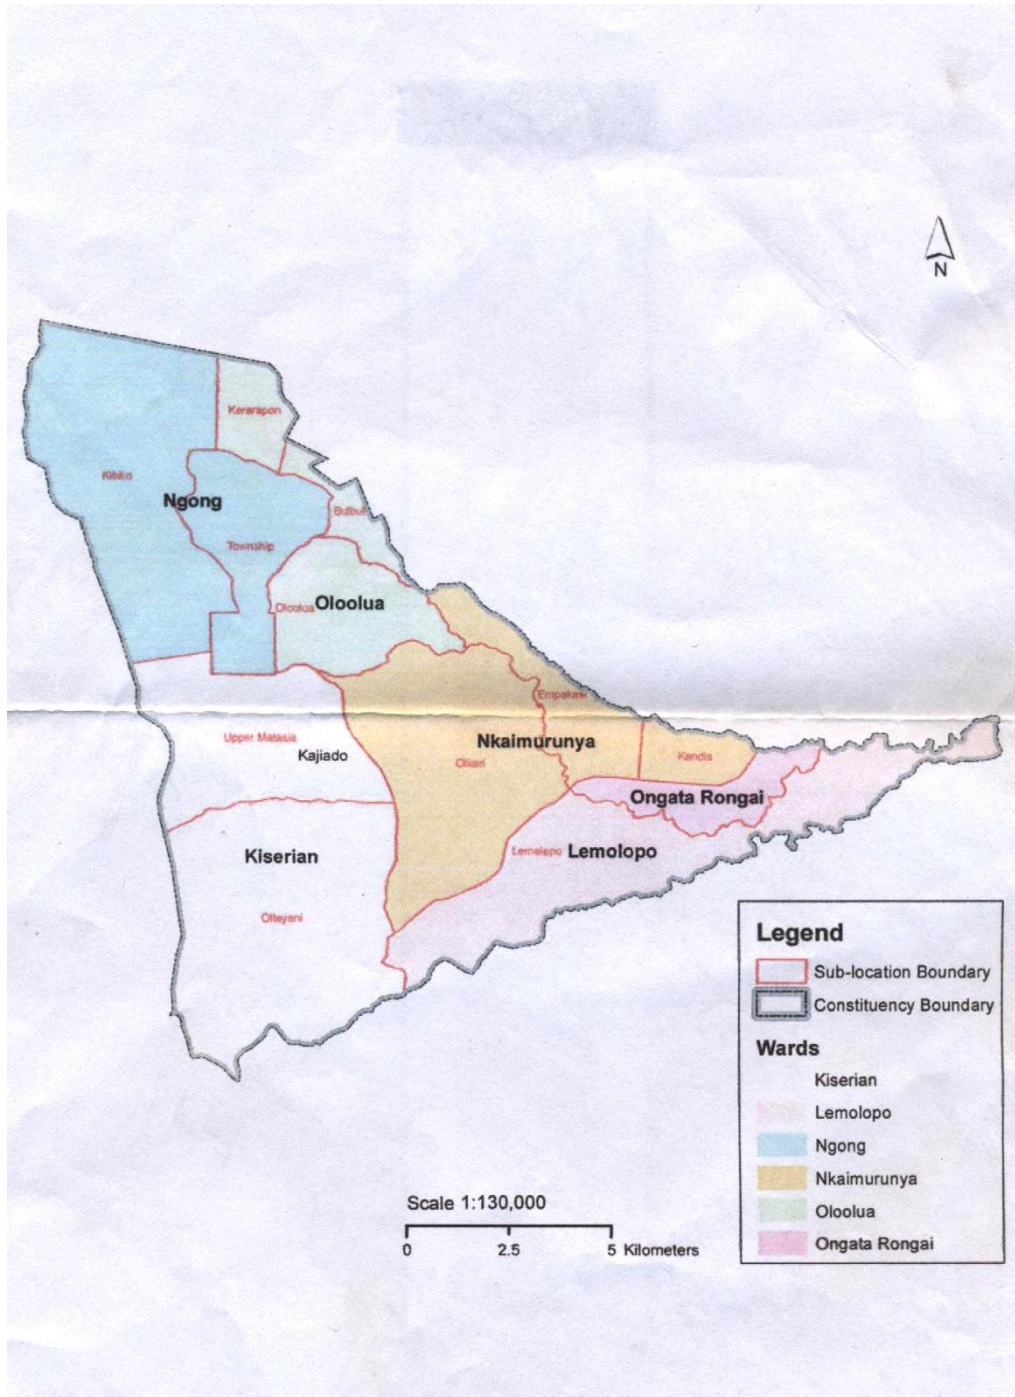 N
Kerarapon
Kibiko
Ngong
Bulbul
Township
Oloolua
Oloolua
Empakasi
Upper Matasia
Kajiado
Nkaimurunya
Olkeri
Kandis
Ongata Rongai
Kiserian
Lemelepo
Lemolopo
Olteyani
Legend
Sub-location Boundary
Constituency Boundary
Wards
Kiserian
Lemolopo
Ngong
Nkaimurunya
Oloolua
Ongata Rongai
Scale 1:130,000
0 2.5 5 Kilometers